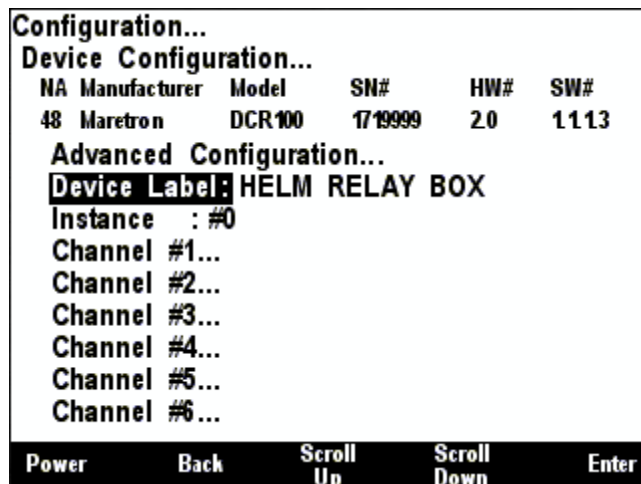 Configuration...
Device Configuration...
NA Manufacturer Model SN# HW# SW#
48 Maretron DCR100 1719999 2.0 1.1.1.3
Advanced Configuration...
Device Label: HELM RELAY BOX
Instance : #0
Channel #1...
Channel #2...
Channel #3...
Channel #4...
Channel #5...
Channel #6...
Power Back Scroll Up Scroll Down Enter